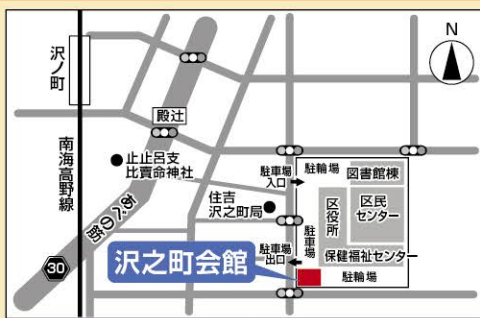 N
沢ノ町
南海高野線
殿辻
止止呂支
比賣命神社
あべの筋
30
駐車場
入口
駐輪場
図書館棟
住吉
沢之町局
区役所
区民
センター
駐車場
駐車場
出口
保健福祉センター
沢之町会館
駐輪場